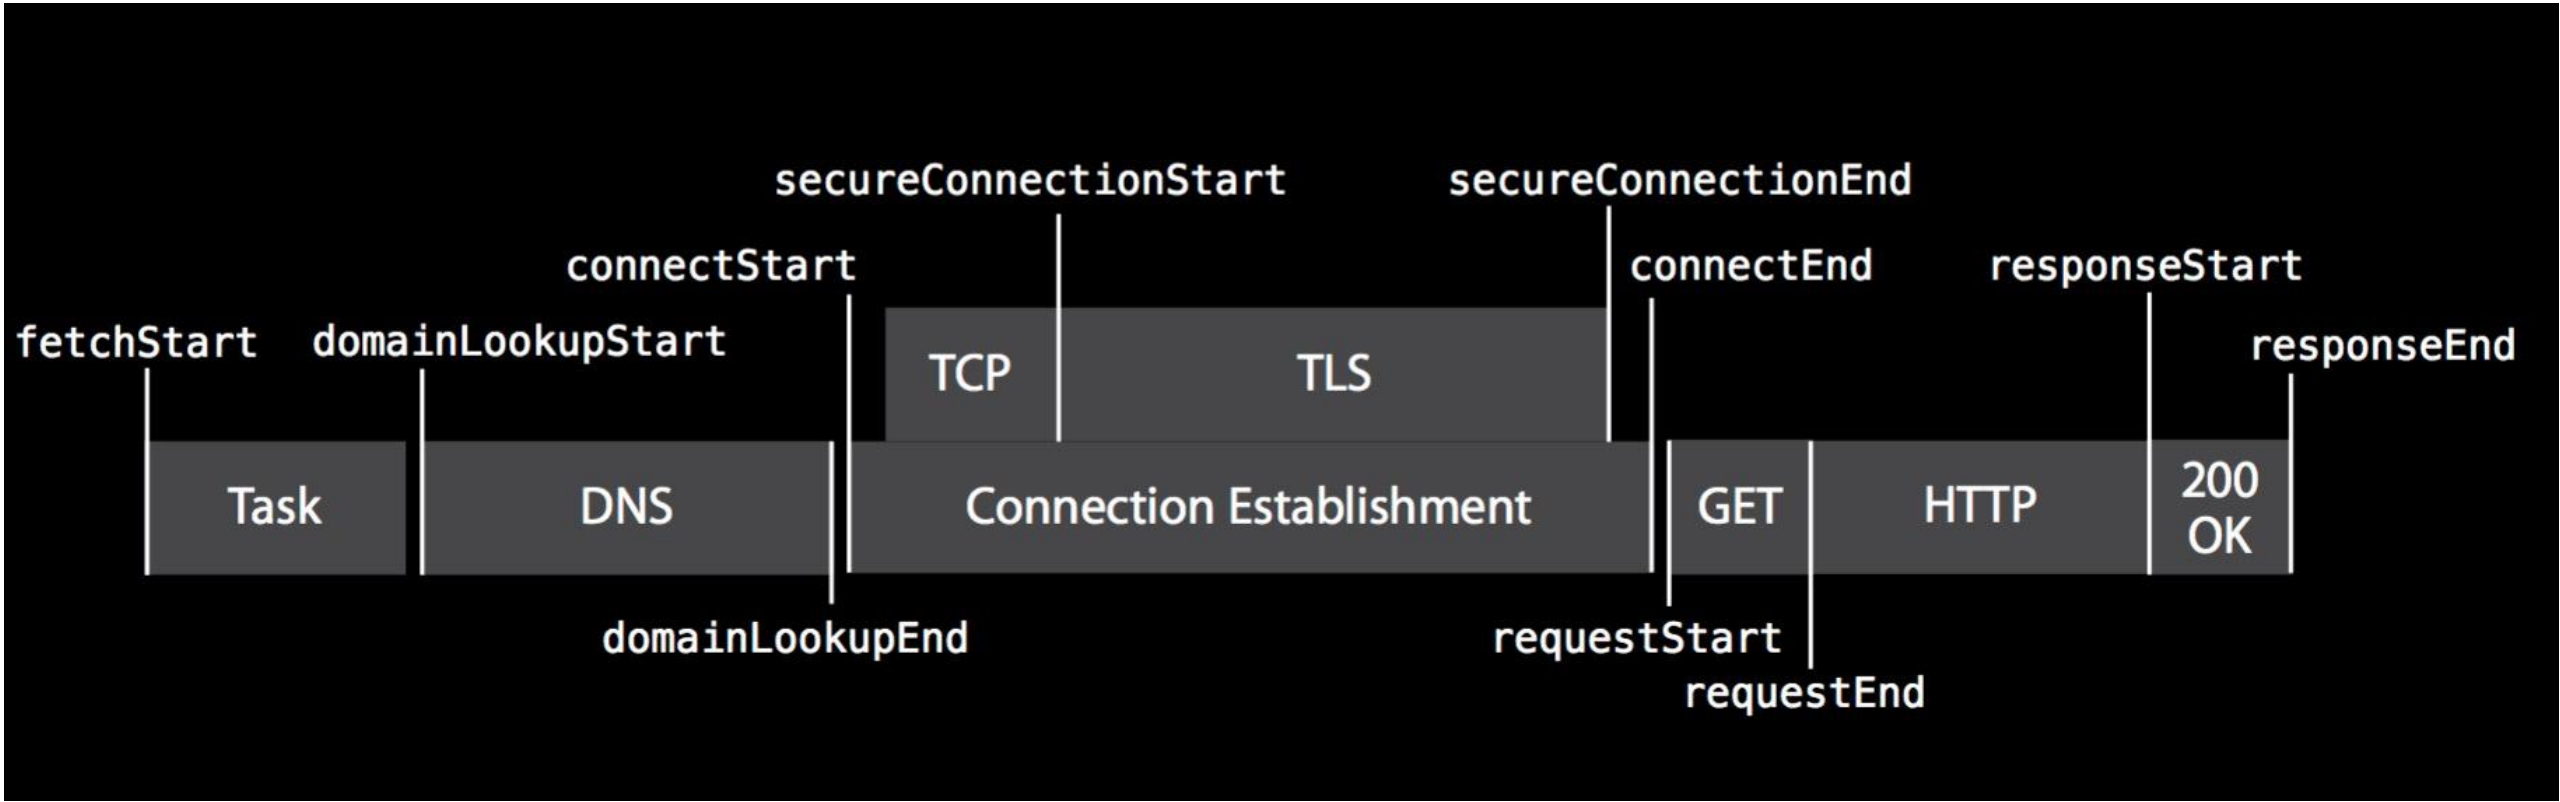 secureConnectionStart
secureConnectionEnd
connectStart
connectEnd
responseStart
fetchStart
domainLookupStart
responseEnd
TCP
TLS
Task
DNS
Connection Establishment
GET
HTTP
200
OK
domainLookupEnd
requestStart
requestEnd